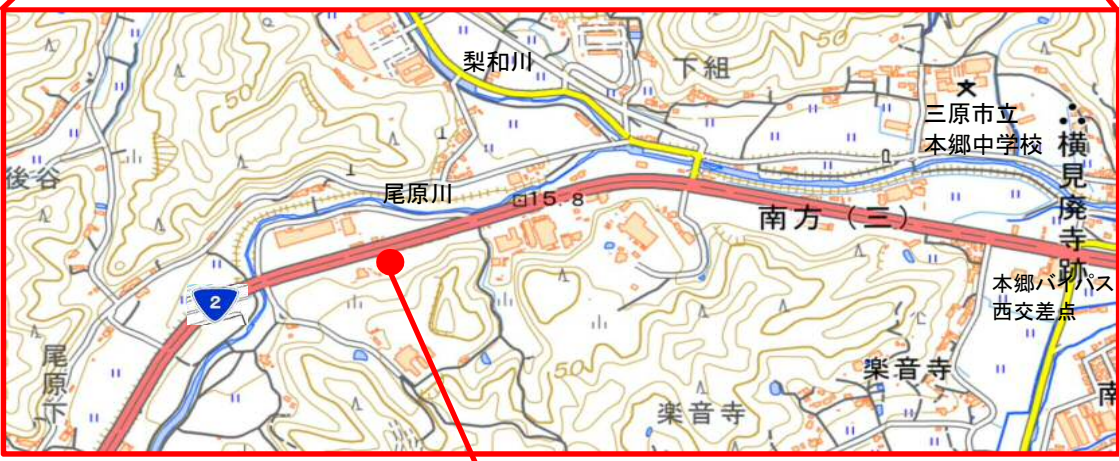 50
梨和川
下組
50
三原市立
本郷中学校
横見廃寺跡
後谷
尾原川
15.8
南方(三)
2
本郷バイパス
西交差点
尾原下
50
楽音寺
楽音寺
南